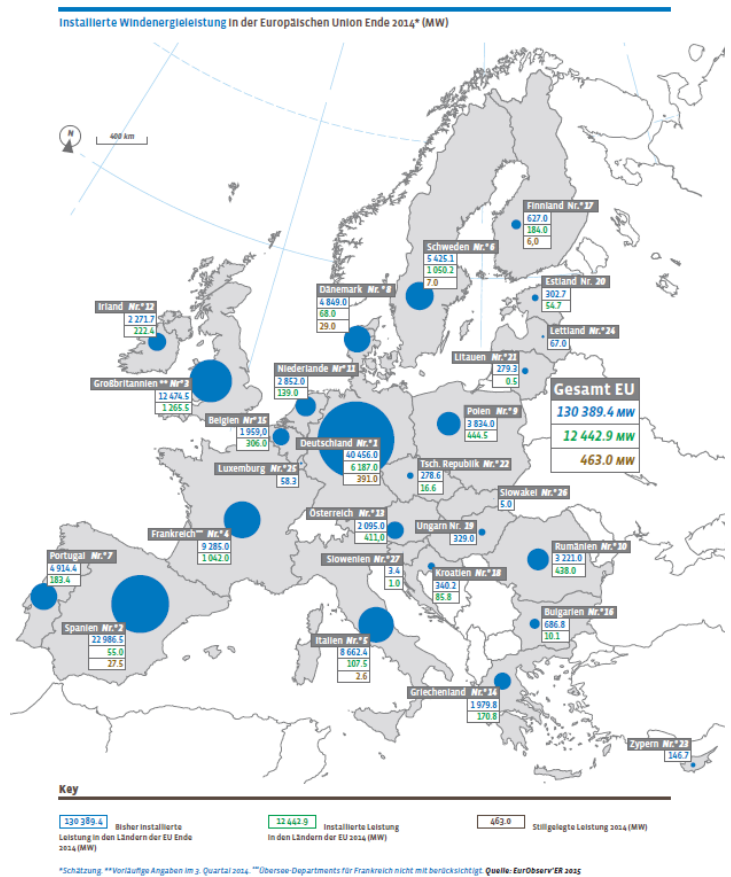 Installierte Windenergieleistung in der Europäischen Union Ende 2014* (MW)
N
400 km
Finnland Nr.*17
627.0
184.0
6,0
Schweden Nr.*6
5 425.1
1 050.2
7.0
Dänemark Nr.*8
4 849.0
68.0
29.0
Estland Nr. 20
302.7
54.7
Irland Nr.*12
2 271.7
222.4
Lettland Nr.*24
67.0
Litauen Nr.*21
279.3
0.5
Niederlande Nr*11
2 852.0
139.0
Großbritannien ** Nr*3
12 474.5
1 265.5
Gesamt EU
130 389.4 MW
12 442.9 MW
463.0 MW
Polen Nr.*9
3 834.0
444.5
Belgien Nr*15
1 959,0
306.0
Deutschland Nr.*1
40 456.0
6 187.0
391.0
Luxemburg Nr.*25
58.3
Tsch. Republik Nr.*22
278.6
16.6
Slowakei Nr.*26
5.0
Österreich Nr.*13
2 095.0
411,0
Ungarn Nr. 19
329.0
Frankreich*** Nr.*4
9 285.0
1 042.0
Rumänien Nr.*10
3 221.0
438.0
Portugal Nr.*7
4 914.4
183.4
Slowenien Nr.*27
3.4
1.0
Kroatien Nr.*18
340.2
85.8
Bulgarien Nr.*16
686.8
10.1
Spanien Nr.*2
22 986.5
55.0
27.5
Italien Nr.*5
8 662.4
107.5
2.6
Griechenland Nr.*14
1 979.8
170.8
Zypern Nr.*23
146.7
Key
130 389.4 Bisher Installierte
Leistung in den Ländern der EU Ende
2014 (MW)
12 442.9 Installierte Leistung
in den Ländern der EU 2014 (MW)
463.0 Stillgelegte Leistung 2014 (MW)
*Schätzung. **Vorläufige Angaben im 3. Quartal 2014. ***Übersee-Departments für Frankreich nicht mit berücksichtigt. Quelle: EurObserv'ER 2015